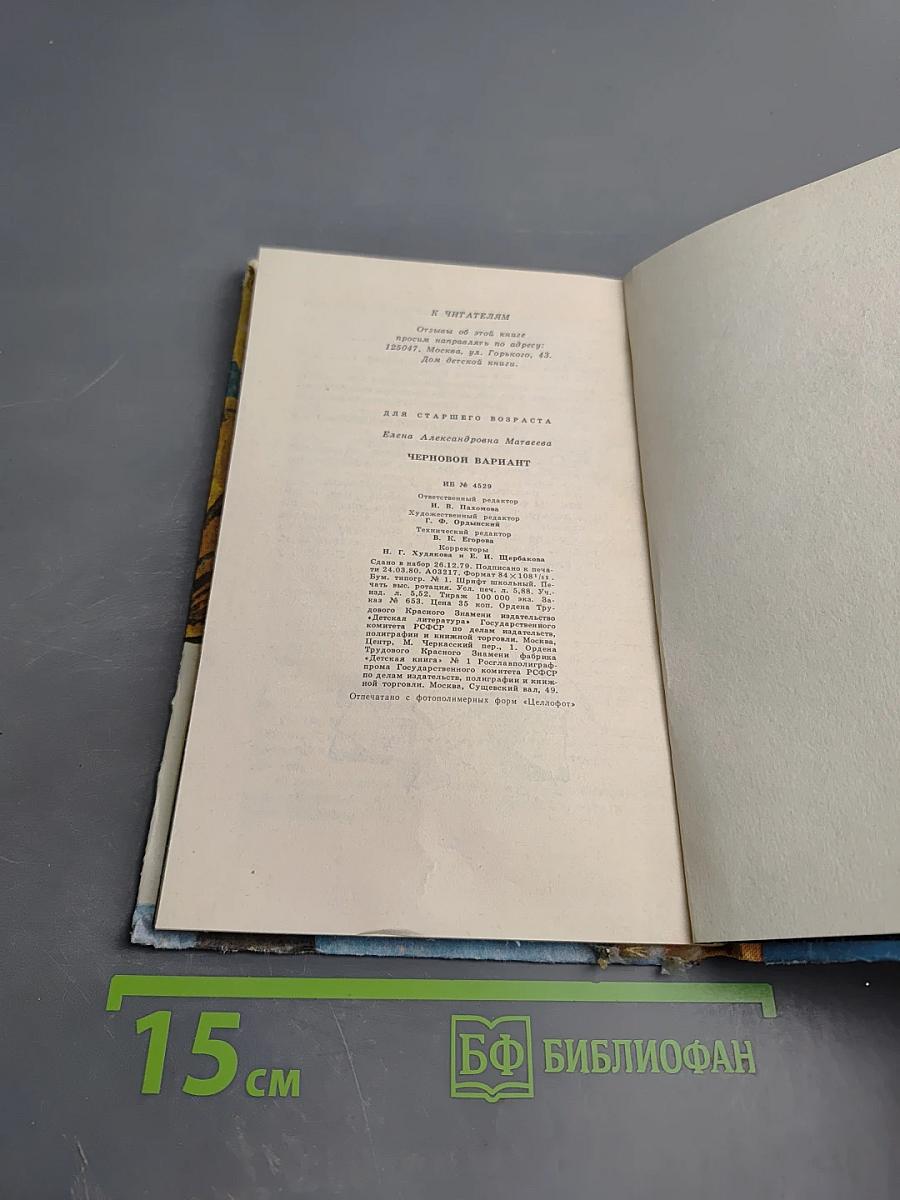 К ЧИТАТЕЛЯМ
Отзывы об этой книге
просим направлять по адресу:
125047, Москва, ул. Горького, 43.
Дом детской книги.
ДЛЯ СТАРШЕГО ВОЗРАСТА
Елена Александровна Матвеева
ЧЕРНОВОЙ ВАРИАНТ
ИБ № 4529
Ответственный редактор
И. В. Пахомова
Художественный редактор
Г. Ф. Ордынский
Технический редактор
В. К. Егорова
Корректоры
Н. Г. Худякова и Е. И. Щербакова
Сдано в набор 26.12.79. Подписано к печа-
ти 24.03.80. А03217. Формат 84×108¹/₃₂.
Бум. типогр. № 1. Шрифт школьный. Пе-
чать выс. ротация. Усл. печ. л. 5,88. Уч.-
изд. л. 5,52. Тираж 100 000 экз. За-
каз № 653. Цена 35 коп. Ордена Тру-
дового Красного Знамени издательство
«Детская литература» Государственного
комитета РСФСР по делам издательств,
полиграфии и книжной торговли. Москва,
Центр, М. Черкасский пер., 1. Ордена
Трудового Красного Знамени фабрика
«Детская книга» № 1 Росглавполиграф-
прома Государственного комитета РСФСР
по делам издательств, полиграфии и книж-
ной торговли. Москва, Сущевский вал, 49.
Отпечатано с фотополимерных форм «Целлофот»
15 см
БФ БИБЛИОФАН